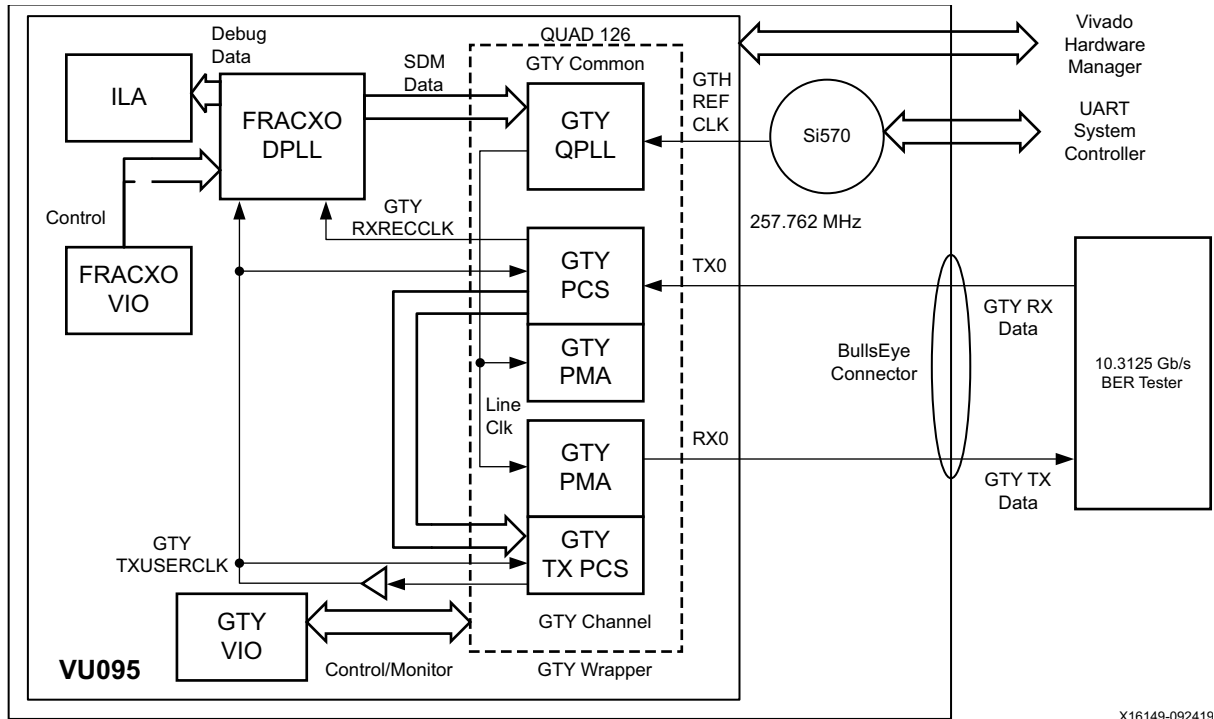 Debug
Data
ILA
FRACXO
DPLL
SDM
Data
QUAD 126
GTY Common
GTY
QPLL
GTH
REF
CLK
Si570
257.762 MHz
Vivado
Hardware
Manager
UART
System
Controller
Control
FRACXO
VIO
GTY
RXRECCLK
GTY
PCS
GTY
PMA
TX0
GTY RX
Data
BullsEye
Connector
10.3125 Gb/s
BER Tester
Line
Clk
GTY
PMA
RX0
GTY TX
Data
GTY
TX PCS
GTY
TXUSERCLK
GTY
VIO
Control/Monitor
GTY Channel
GTY Wrapper
VU095
X16149-092419